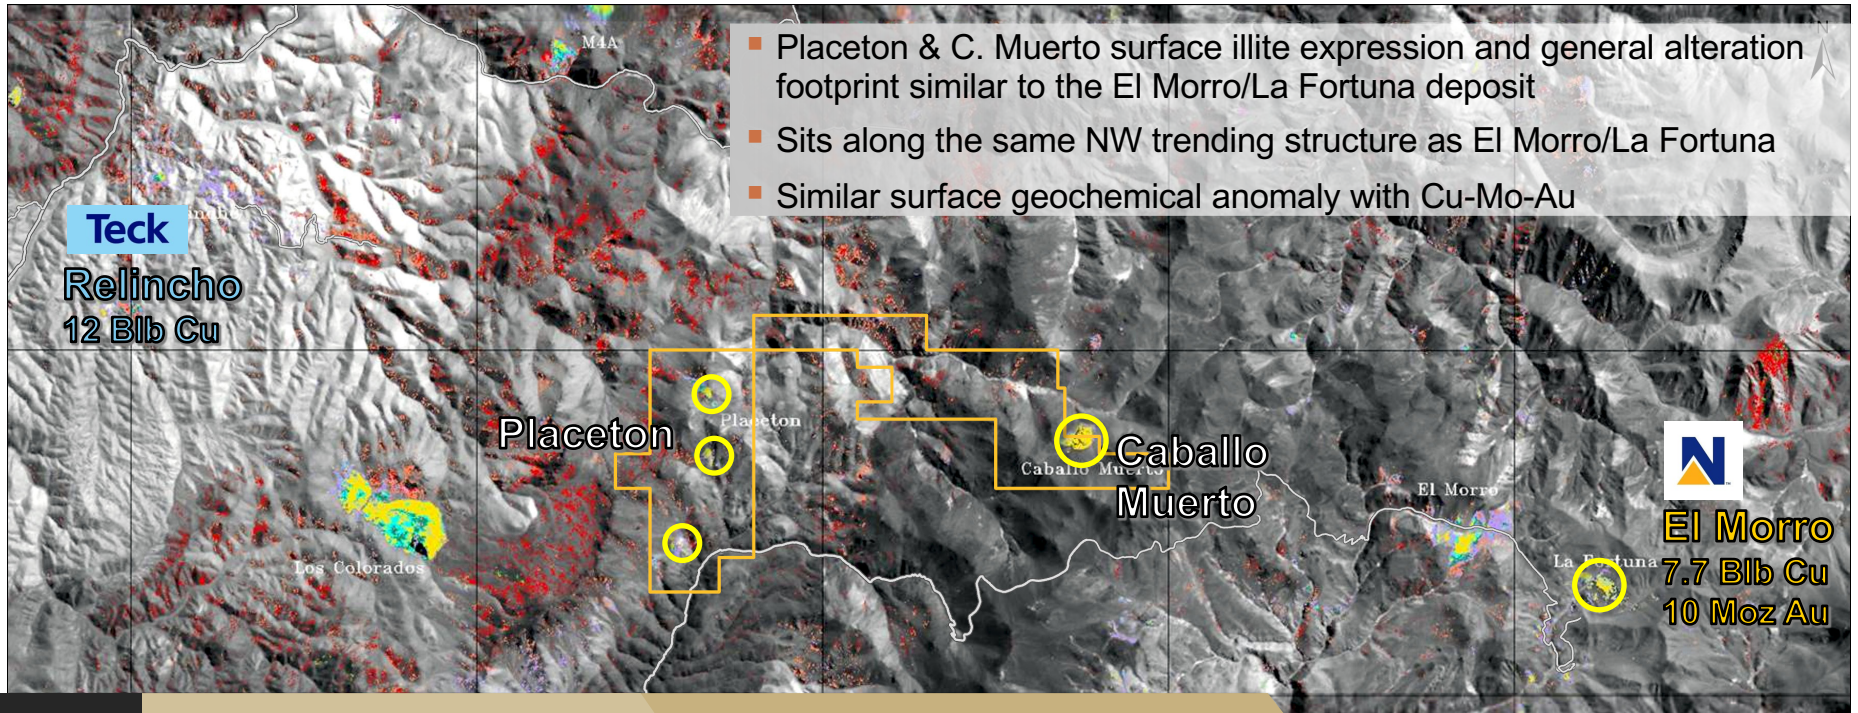 M4A
N
Placeton & C. Muerto surface illite expression and general alteration
footprint similar to the El Morro/La Fortuna deposit
Sits along the same NW trending structure as El Morro/La Fortuna
Similar surface geochemical anomaly with Cu-Mo-Au
Teck
Relincho
12 Blb Cu
Placeton
Placeton
Caballo Muerto
Caballo
Muerto
El Morro
N
El Morro
7.7 Blb Cu
10 Moz Au
La Fortuna
Los Colorados